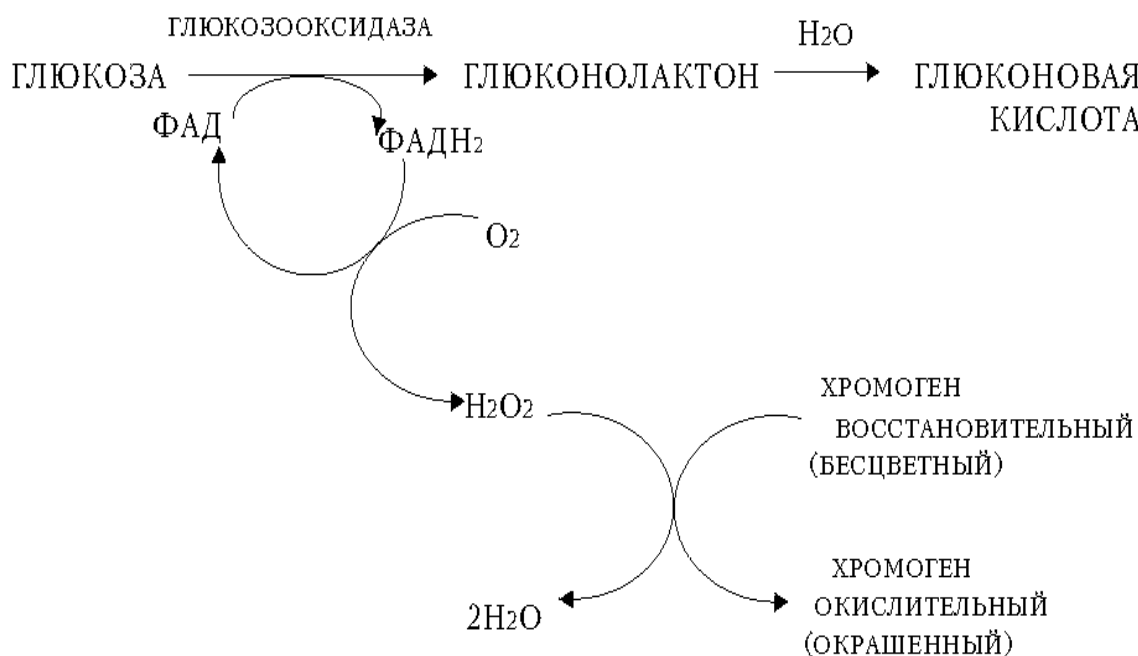 ГЛЮКОЗООКСИДАЗА
H2O
ГЛЮКОЗА
ГЛЮКОНОЛАКТОН
ГЛЮКОНОВАЯ
КИСЛОТА
ФАД
ФАДН2
O2
H2O2
ХРОМОГЕН
ВОССТАНОВИТЕЛЬНЫЙ
(БЕСЦВЕТНЫЙ)
2H2O
ХРОМОГЕН
ОКИСЛИТЕЛЬНЫЙ
(ОКРАШЕННЫЙ)